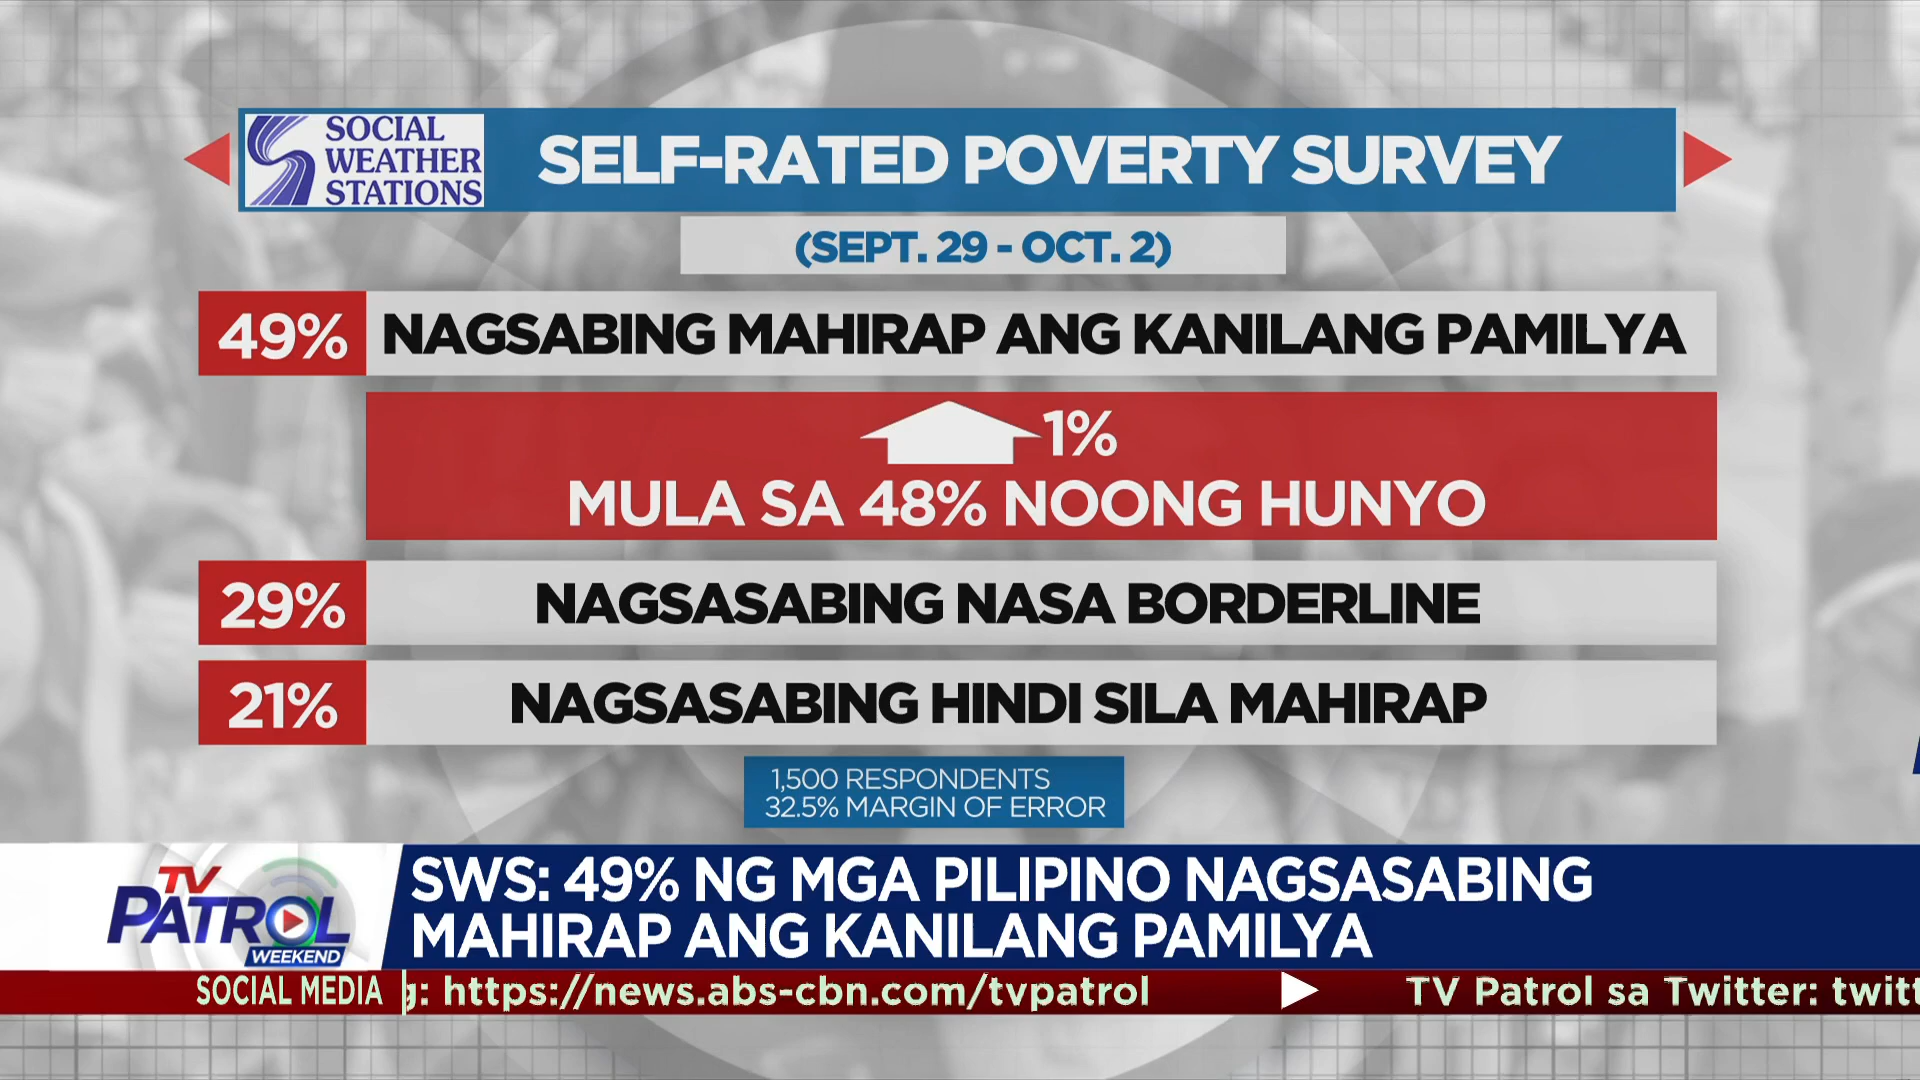 SOCIAL
WEATHER
STATIONS
SELF-RATED POVERTY SURVEY
(SEPT. 29 - OCT. 2)
49% NAGSABING MAHIRAP ANG KANILANG PAMILYA
1%
MULA SA 48% NOONG HUNYO
29% NAGSASABING NASA BORDERLINE
21% NAGSASABING HINDI SILA MAHIRAP
1,500 RESPONDENTS
32.5% MARGIN OF ERROR
TV
PATROL
WEEKEND
SWS: 49% NG MGA PILIPINO NAGSASABING
MAHIRAP ANG KANILANG PAMILYA
SOCIAL MEDIA g: https://news.abs-cbn.com/tvpatrol TV Patrol sa Twitter: twitt